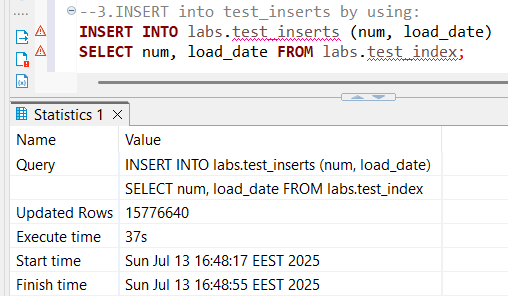 --3.INSERT into test_inserts by using:
INSERT INTO labs.test_inserts (num, load_date)
SELECT num, load_date FROM labs.test_index;
Statistics 1
Name Value
Query INSERT INTO labs.test_inserts (num, load_date)
SELECT num, load_date FROM labs.test_index
Updated Rows 15776640
Execute time 37s
Start time Sun Jul 13 16:48:17 EEST 2025
Finish time Sun Jul 13 16:48:55 EEST 2025